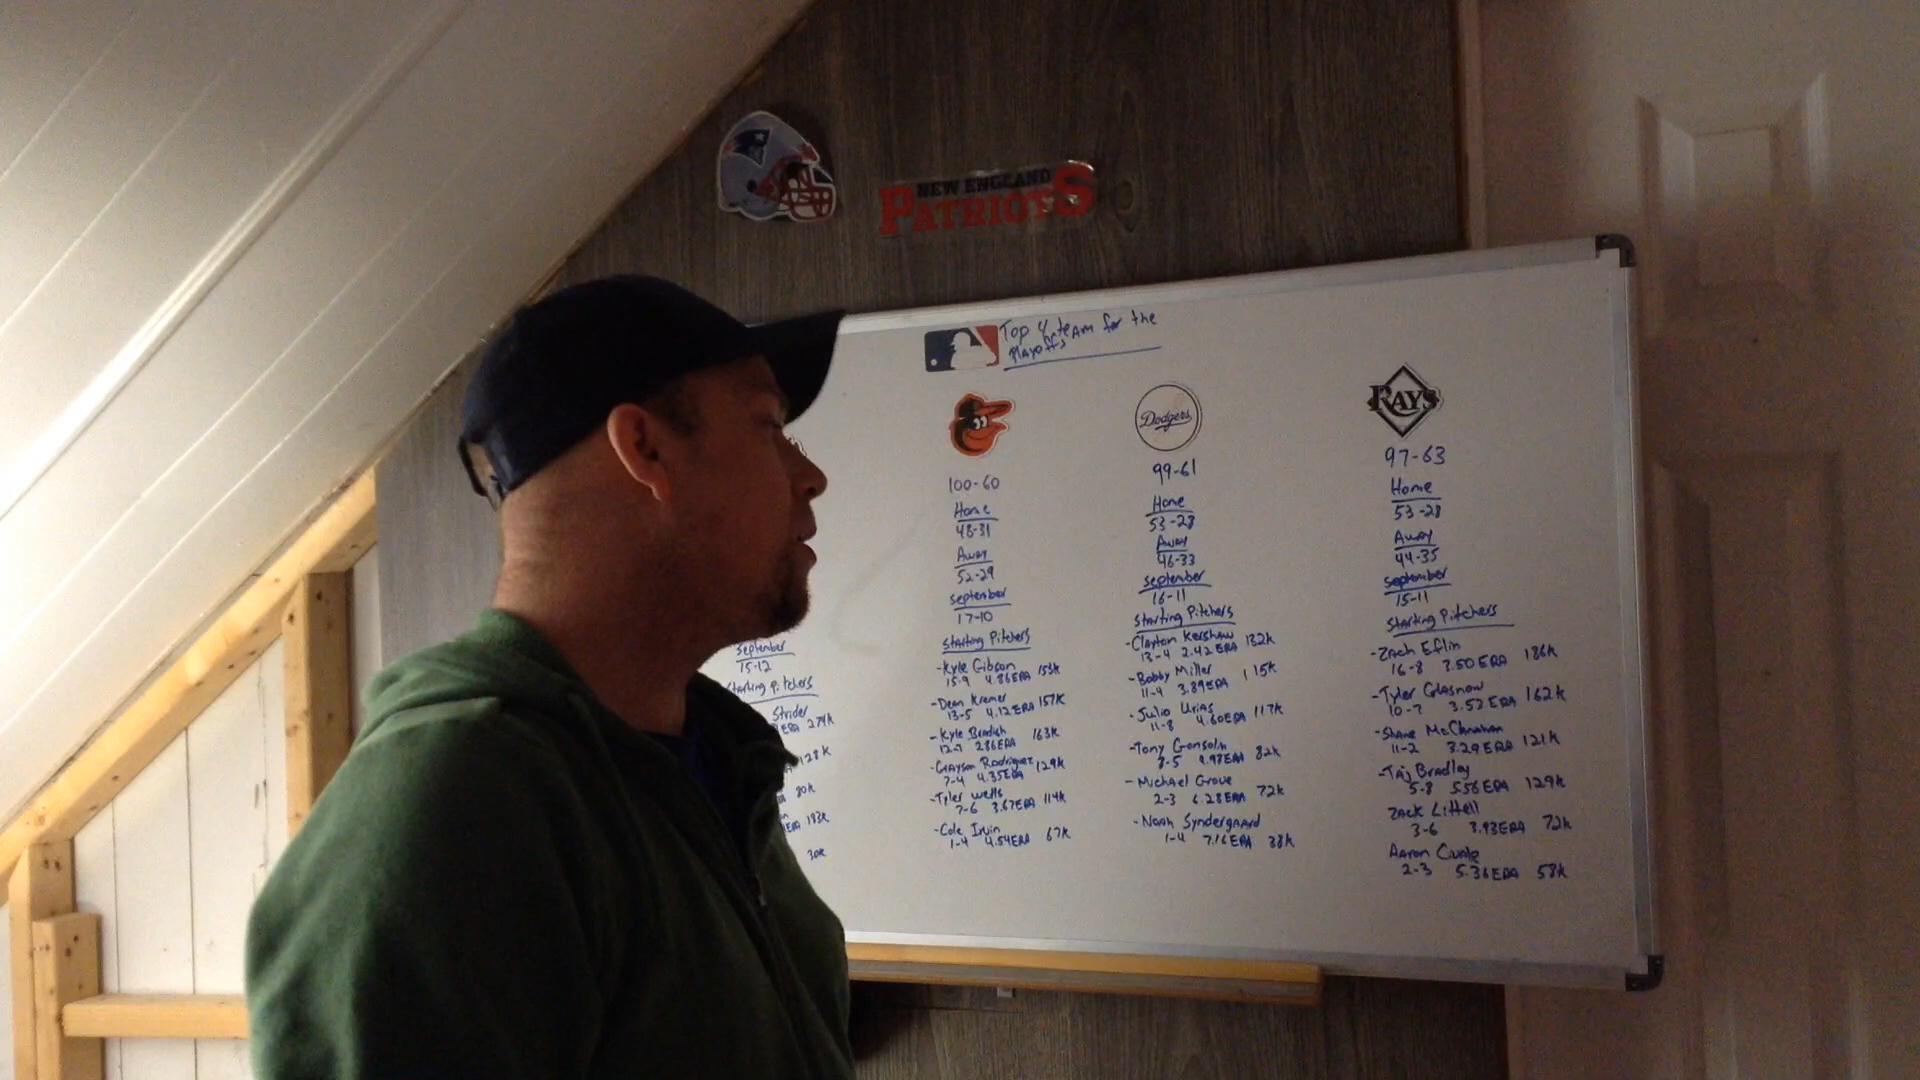 NEW ENGLAND
PATRIOTS
Top 4 team for the
Playoffs
September
15-12
Starting Pitchers
Strider
ERA 274K
128K
80K
ERA 183K
30K
100-60
Home
48-31
Away
52-29
September
17-10
Starting Pitchers
-Kyle Gibson
15-9 4.86ERA 153K
-Dean Kremer
13-5 4.12ERA 157K
-Kyle Bradish
12-7 2.86ERA 163K
-Grayson Rodriguez
7-4 4.35ERA 129K
-Tyler Wells
7-6 3.67ERA 114K
-Cole Irvin
1-4 4.54ERA 67K
Dodgers
99-61
Home
53-28
Away
46-33
September
16-11
Starting Pitchers
-Clayton Kershaw
13-4 2.42 ERA 132K
-Bobby Miller
11-4 3.89ERA 115K
-Julio Urias
11-8 4.60ERA 117K
-Tony Gonsolin
8-5 4.98ERA 82K
-Michael Grove
2-3 6.28ERA 72K
-Noah Syndergaard
1-4 7.16ERA 38K
RAYS
97-63
Home
53-28
Away
44-35
September
15-11
Starting Pitchers
-Zach Eflin
16-8 3.50 ERA 186K
-Tyler Glasnow
10-7 3.53 ERA 162K
-Shane McClanahan
11-2 3.29ERA 121K
-Taj Bradley
5-8 5.56 ERA 129K
Zack Littell
3-6 3.93ERA 72K
Aaron Civale
2-3 5.36ERA 58K